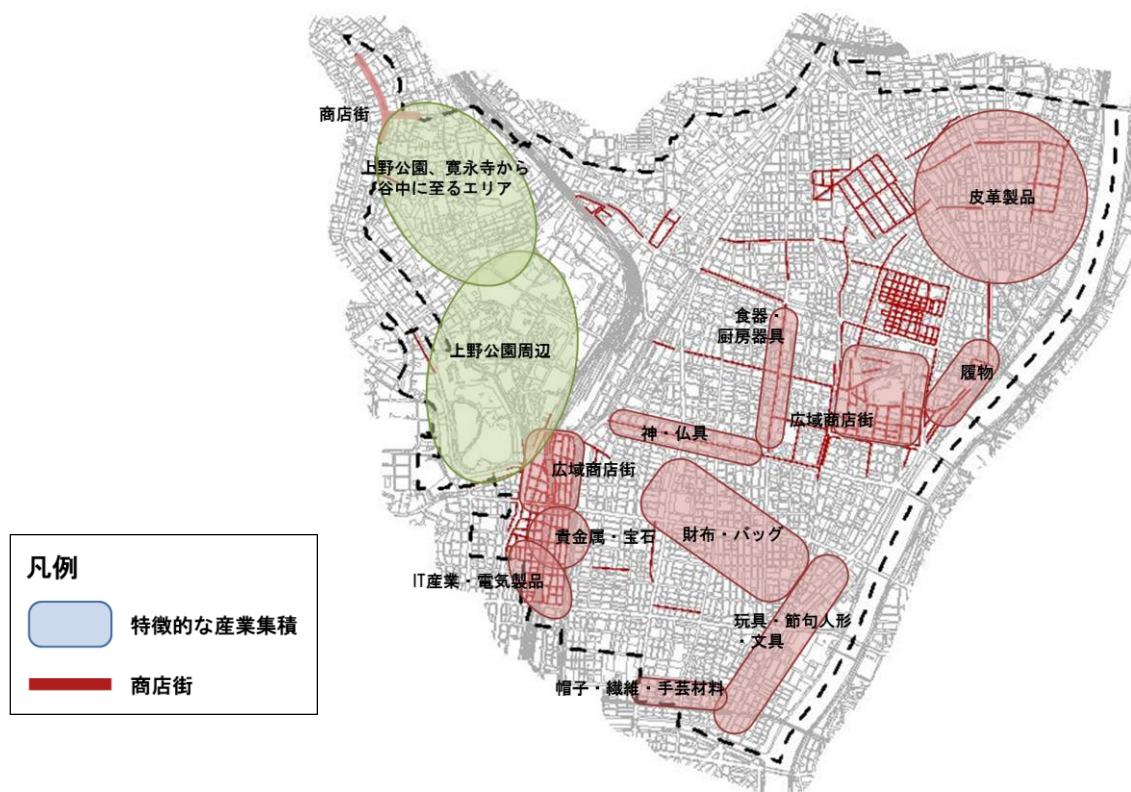 商店街
上野公園、寛永寺から
谷中に至るエリア
皮革製品
食器・
厨房器具
上野公園周辺
履物
広域商店街
神・仏具
広域商店街
貴金属・宝石
財布・バッグ
IT産業・電気製品
玩具・節句人形
・文具
帽子・繊維・手芸材料
凡例
特徴的な産業集積
商店街